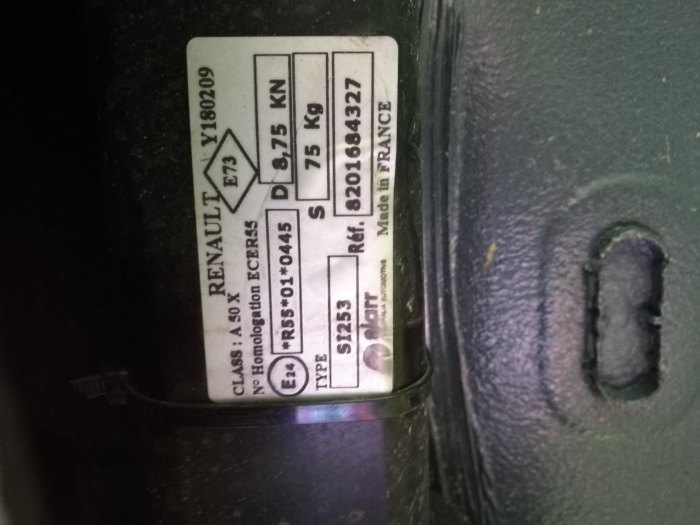 RENAULT Y180209
E73
CLASS : A 50 X
N° Homologation ECER55
E24 *R55*01*0445
D 8,75 KN
S 75 Kg
TYPE SI253
Réf. 8201684327
Made in FRANCE